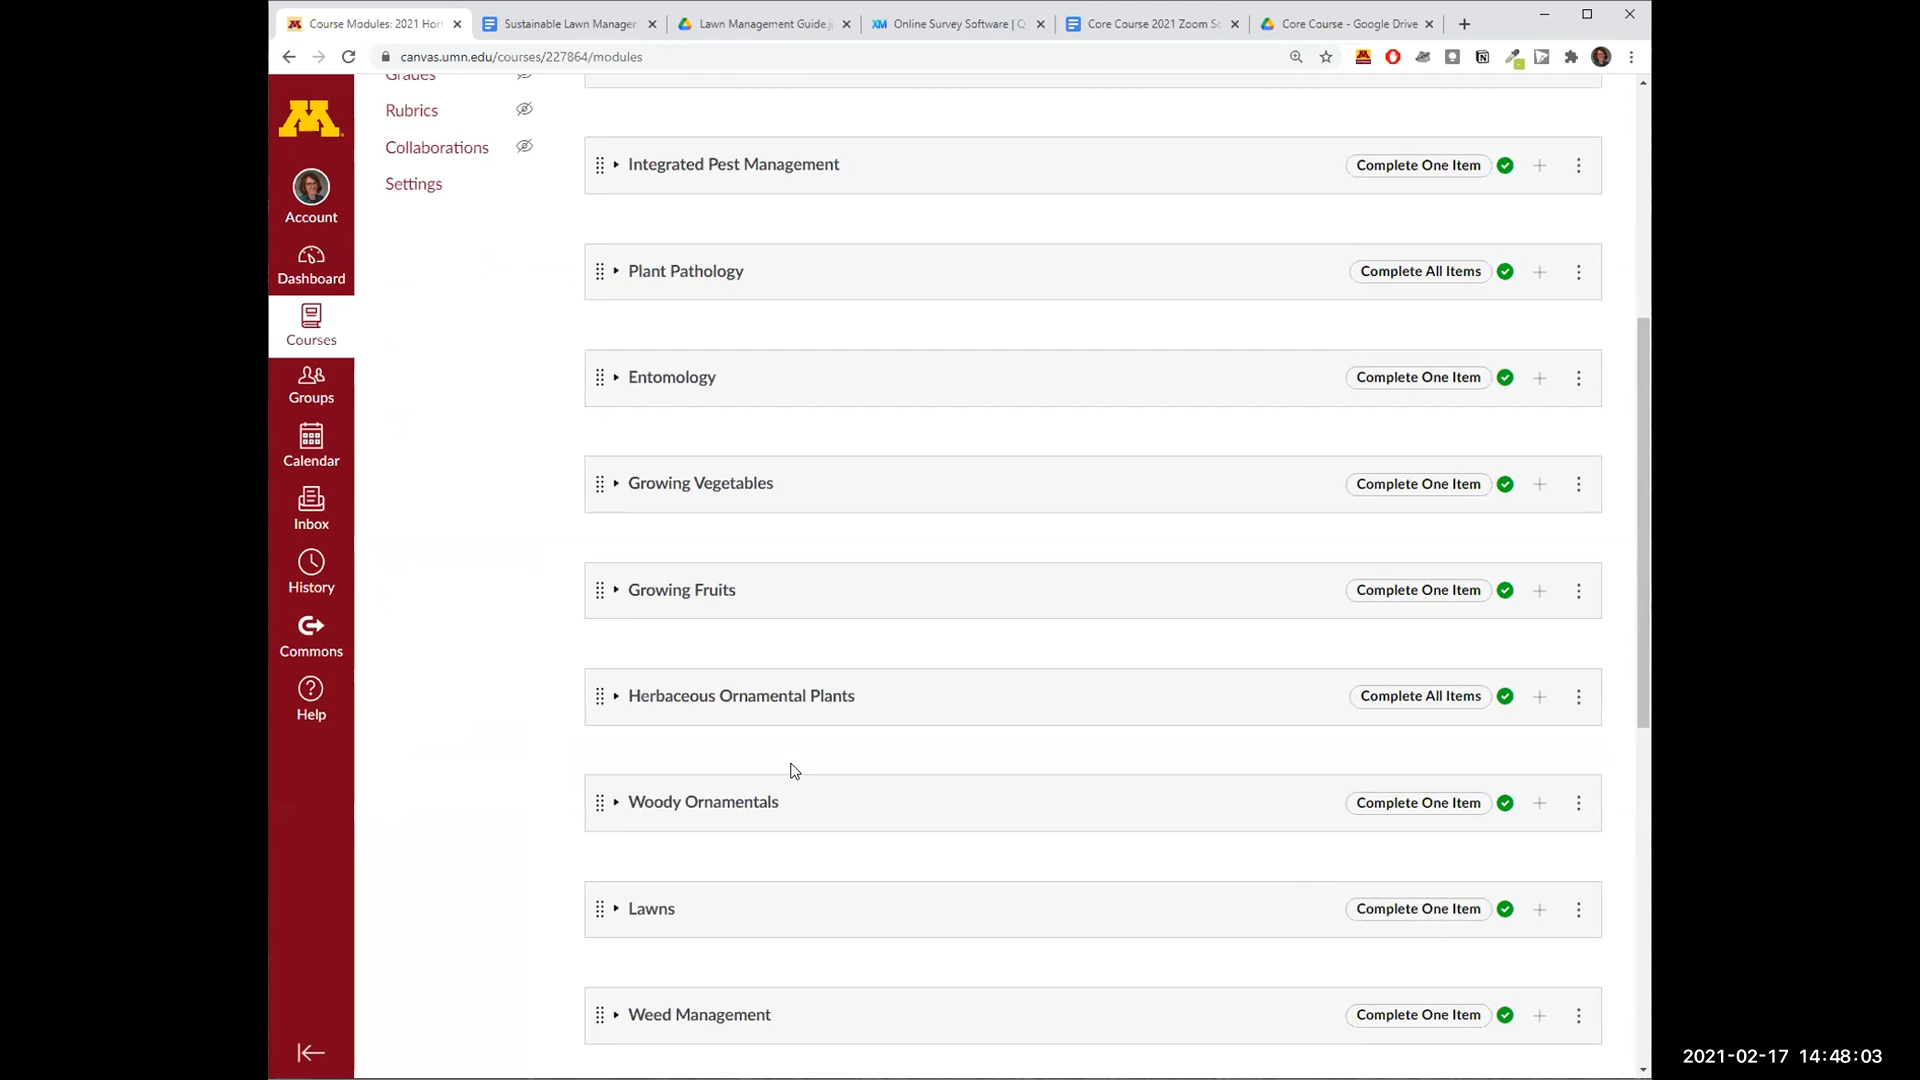 Course Modules: 2021 Hor
Sustainable Lawn Manager
Lawn Management Guide.j
XM Online Survey Software | Q
Core Course 2021 Zoom Sc
Core Course - Google Drive
canvas.umn.edu/courses/227864/modules
Grades
Rubrics
Collaborations
Settings
M
Account
Dashboard
Courses
Groups
Calendar
Inbox
History
Commons
Help
Integrated Pest Management Complete One Item
Plant Pathology Complete All Items
Entomology Complete One Item
Growing Vegetables Complete One Item
Growing Fruits Complete One Item
Herbaceous Ornamental Plants Complete All Items
Woody Ornamentals Complete One Item
Lawns Complete One Item
Weed Management Complete One Item
2021-02-17 14:48:03